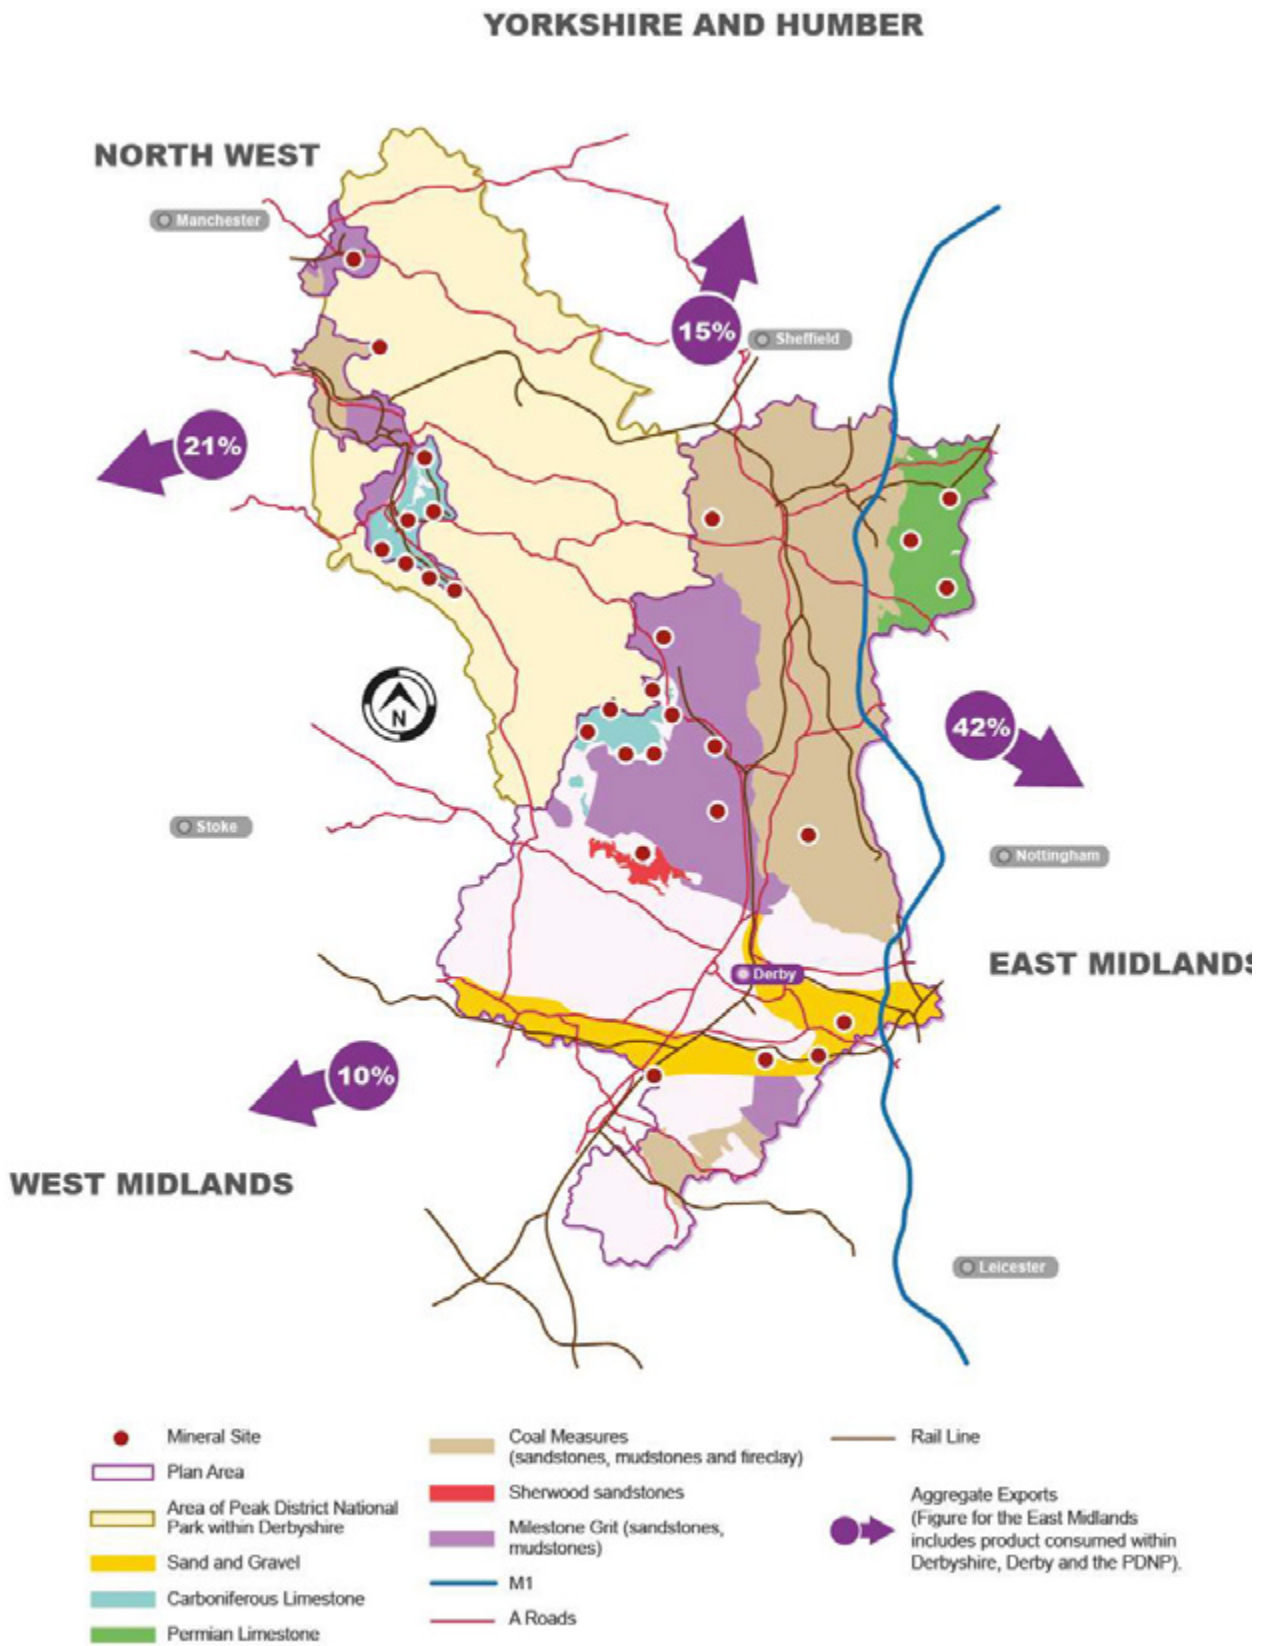 YORKSHIRE AND HUMBER
NORTH WEST
Manchester
15%
Sheffield
21%
N
42%
Stoke
Nottingham
EAST MIDLANDS
Derby
10%
WEST MIDLANDS
Leicester
Mineral Site
Plan Area
Area of Peak District National
Park within Derbyshire
Sand and Gravel
Carboniferous Limestone
Permian Limestone
Coal Measures
(sandstones, mudstones and fireclay)
Sherwood sandstones
Milestone Grit (sandstones,
mudstones)
M1
A Roads
Rail Line
Aggregate Exports
(Figure for the East Midlands
includes product consumed within
Derbyshire, Derby and the PDNP).